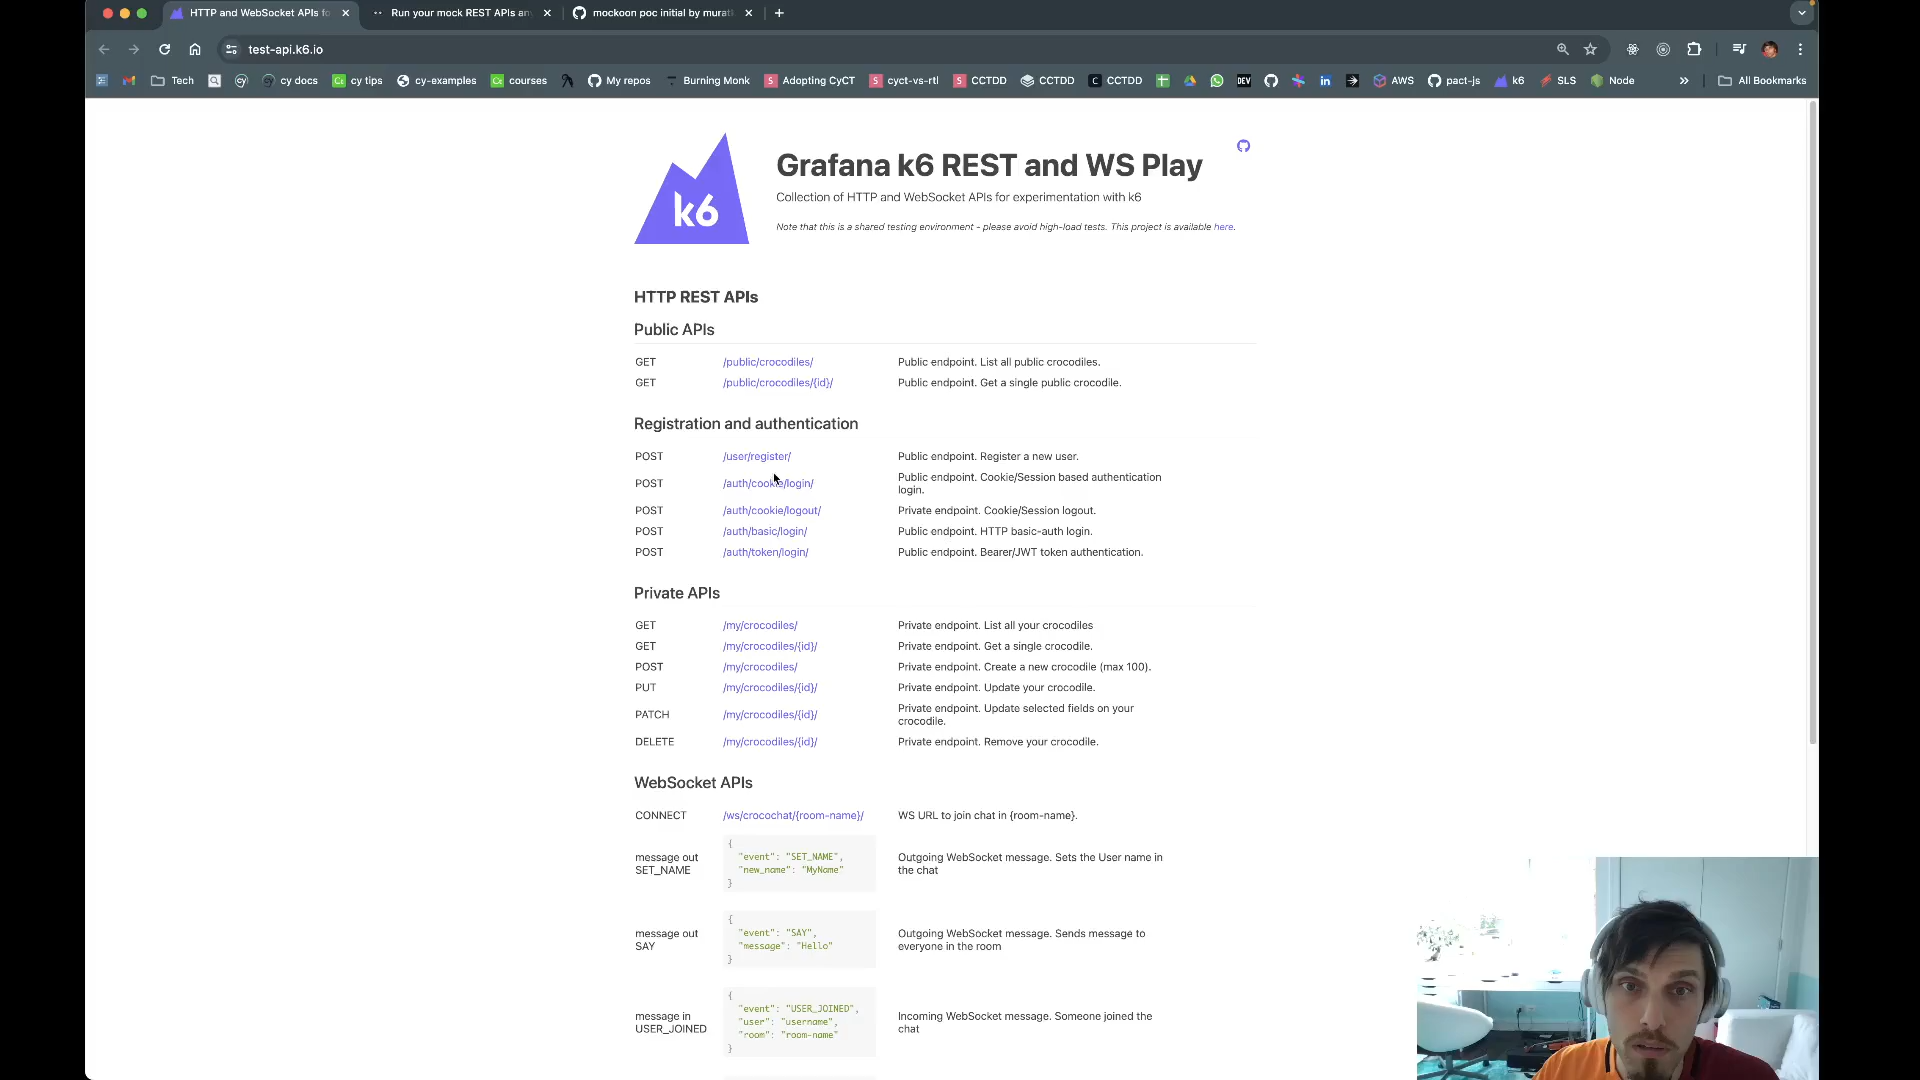 HTTP and WebSocket APIs fo
Run your mock REST APIs an
mockoon poc initial by murat
test-api.k6.io
Tech
cy
cy docs
cy tips
cy-examples
courses
My repos
Burning Monk
Adopting CyCT
cyct-vs-rtl
CCTDD
CCTDD
CCTDD
DEV
AWS
pact-js
k6
SLS
Node
All Bookmarks
k6
Grafana k6 REST and WS Play
Collection of HTTP and WebSocket APIs for experimentation with k6
Note that this is a shared testing environment - please avoid high-load tests. This project is available here.
HTTP REST APIs
Public APIs
GET /public/crocodiles/ Public endpoint. List all public crocodiles.
GET /public/crocodiles/{id}/ Public endpoint. Get a single public crocodile.
Registration and authentication
POST /user/register/ Public endpoint. Register a new user.
POST /auth/cookie/login/ Public endpoint. Cookie/Session based authentication
login.
POST /auth/cookie/logout/ Private endpoint. Cookie/Session logout.
POST /auth/basic/login/ Public endpoint. HTTP basic-auth login.
POST /auth/token/login/ Public endpoint. Bearer/JWT token authentication.
Private APIs
GET /my/crocodiles/ Private endpoint. List all your crocodiles
GET /my/crocodiles/{id}/ Private endpoint. Get a single crocodile.
POST /my/crocodiles/ Private endpoint. Create a new crocodile (max 100).
PUT /my/crocodiles/{id}/ Private endpoint. Update your crocodile.
PATCH /my/crocodiles/{id}/ Private endpoint. Update selected fields on your
crocodile.
DELETE /my/crocodiles/{id}/ Private endpoint. Remove your crocodile.
WebSocket APIs
CONNECT /ws/crocochat/{room-name}/ WS URL to join chat in {room-name}.
message out
SET_NAME
{
"event": "SET_NAME",
"new_name": "MyName"
}
Outgoing WebSocket message. Sets the User name in
the chat
message out
SAY
{
"event": "SAY",
"message": "Hello"
}
Outgoing WebSocket message. Sends message to
everyone in the room
message in
USER_JOINED
{
"event": "USER_JOINED",
"user": "username",
"room": "room-name"
}
Incoming WebSocket message. Someone joined the
chat